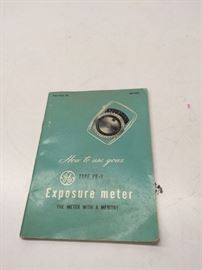 How to use your
GE TYPE PR-1
Exposure meter
THE METER WITH A MEMORY